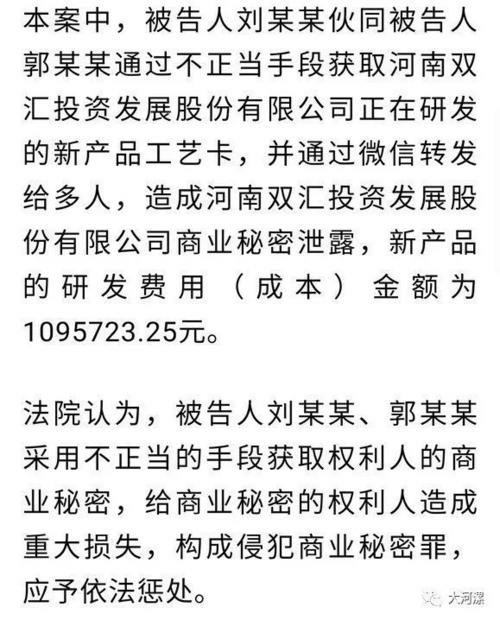 本案中，被告人刘某某伙同被告人
郭某某通过不正当手段获取河南双
汇投资发展股份有限公司正在研发
的新产品工艺卡，并通过微信转发
给多人，造成河南双汇投资发展股
份有限公司商业秘密泄露，新产品
的研发费用（成本）金额为
1095723.25元。
法院认为，被告人刘某某、郭某某
采用不正当的手段获取权利人的商
业秘密，给商业秘密的权利人造成
重大损失，构成侵犯商业秘密罪，
应予依法惩处。
大河漯